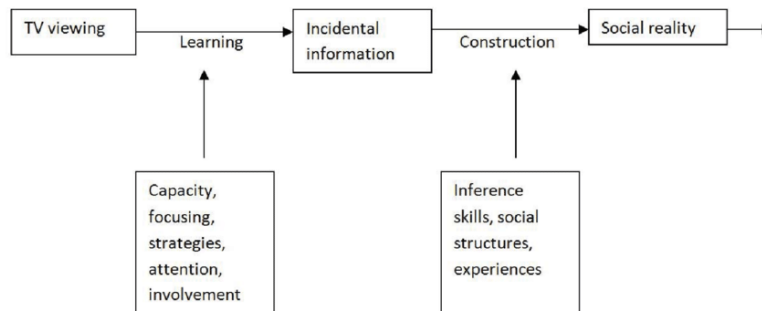 TV viewing
Learning
Incidental
information
Construction
Social reality
Capacity,
focusing,
strategies,
attention,
involvement
Inference
skills, social
structures,
experiences